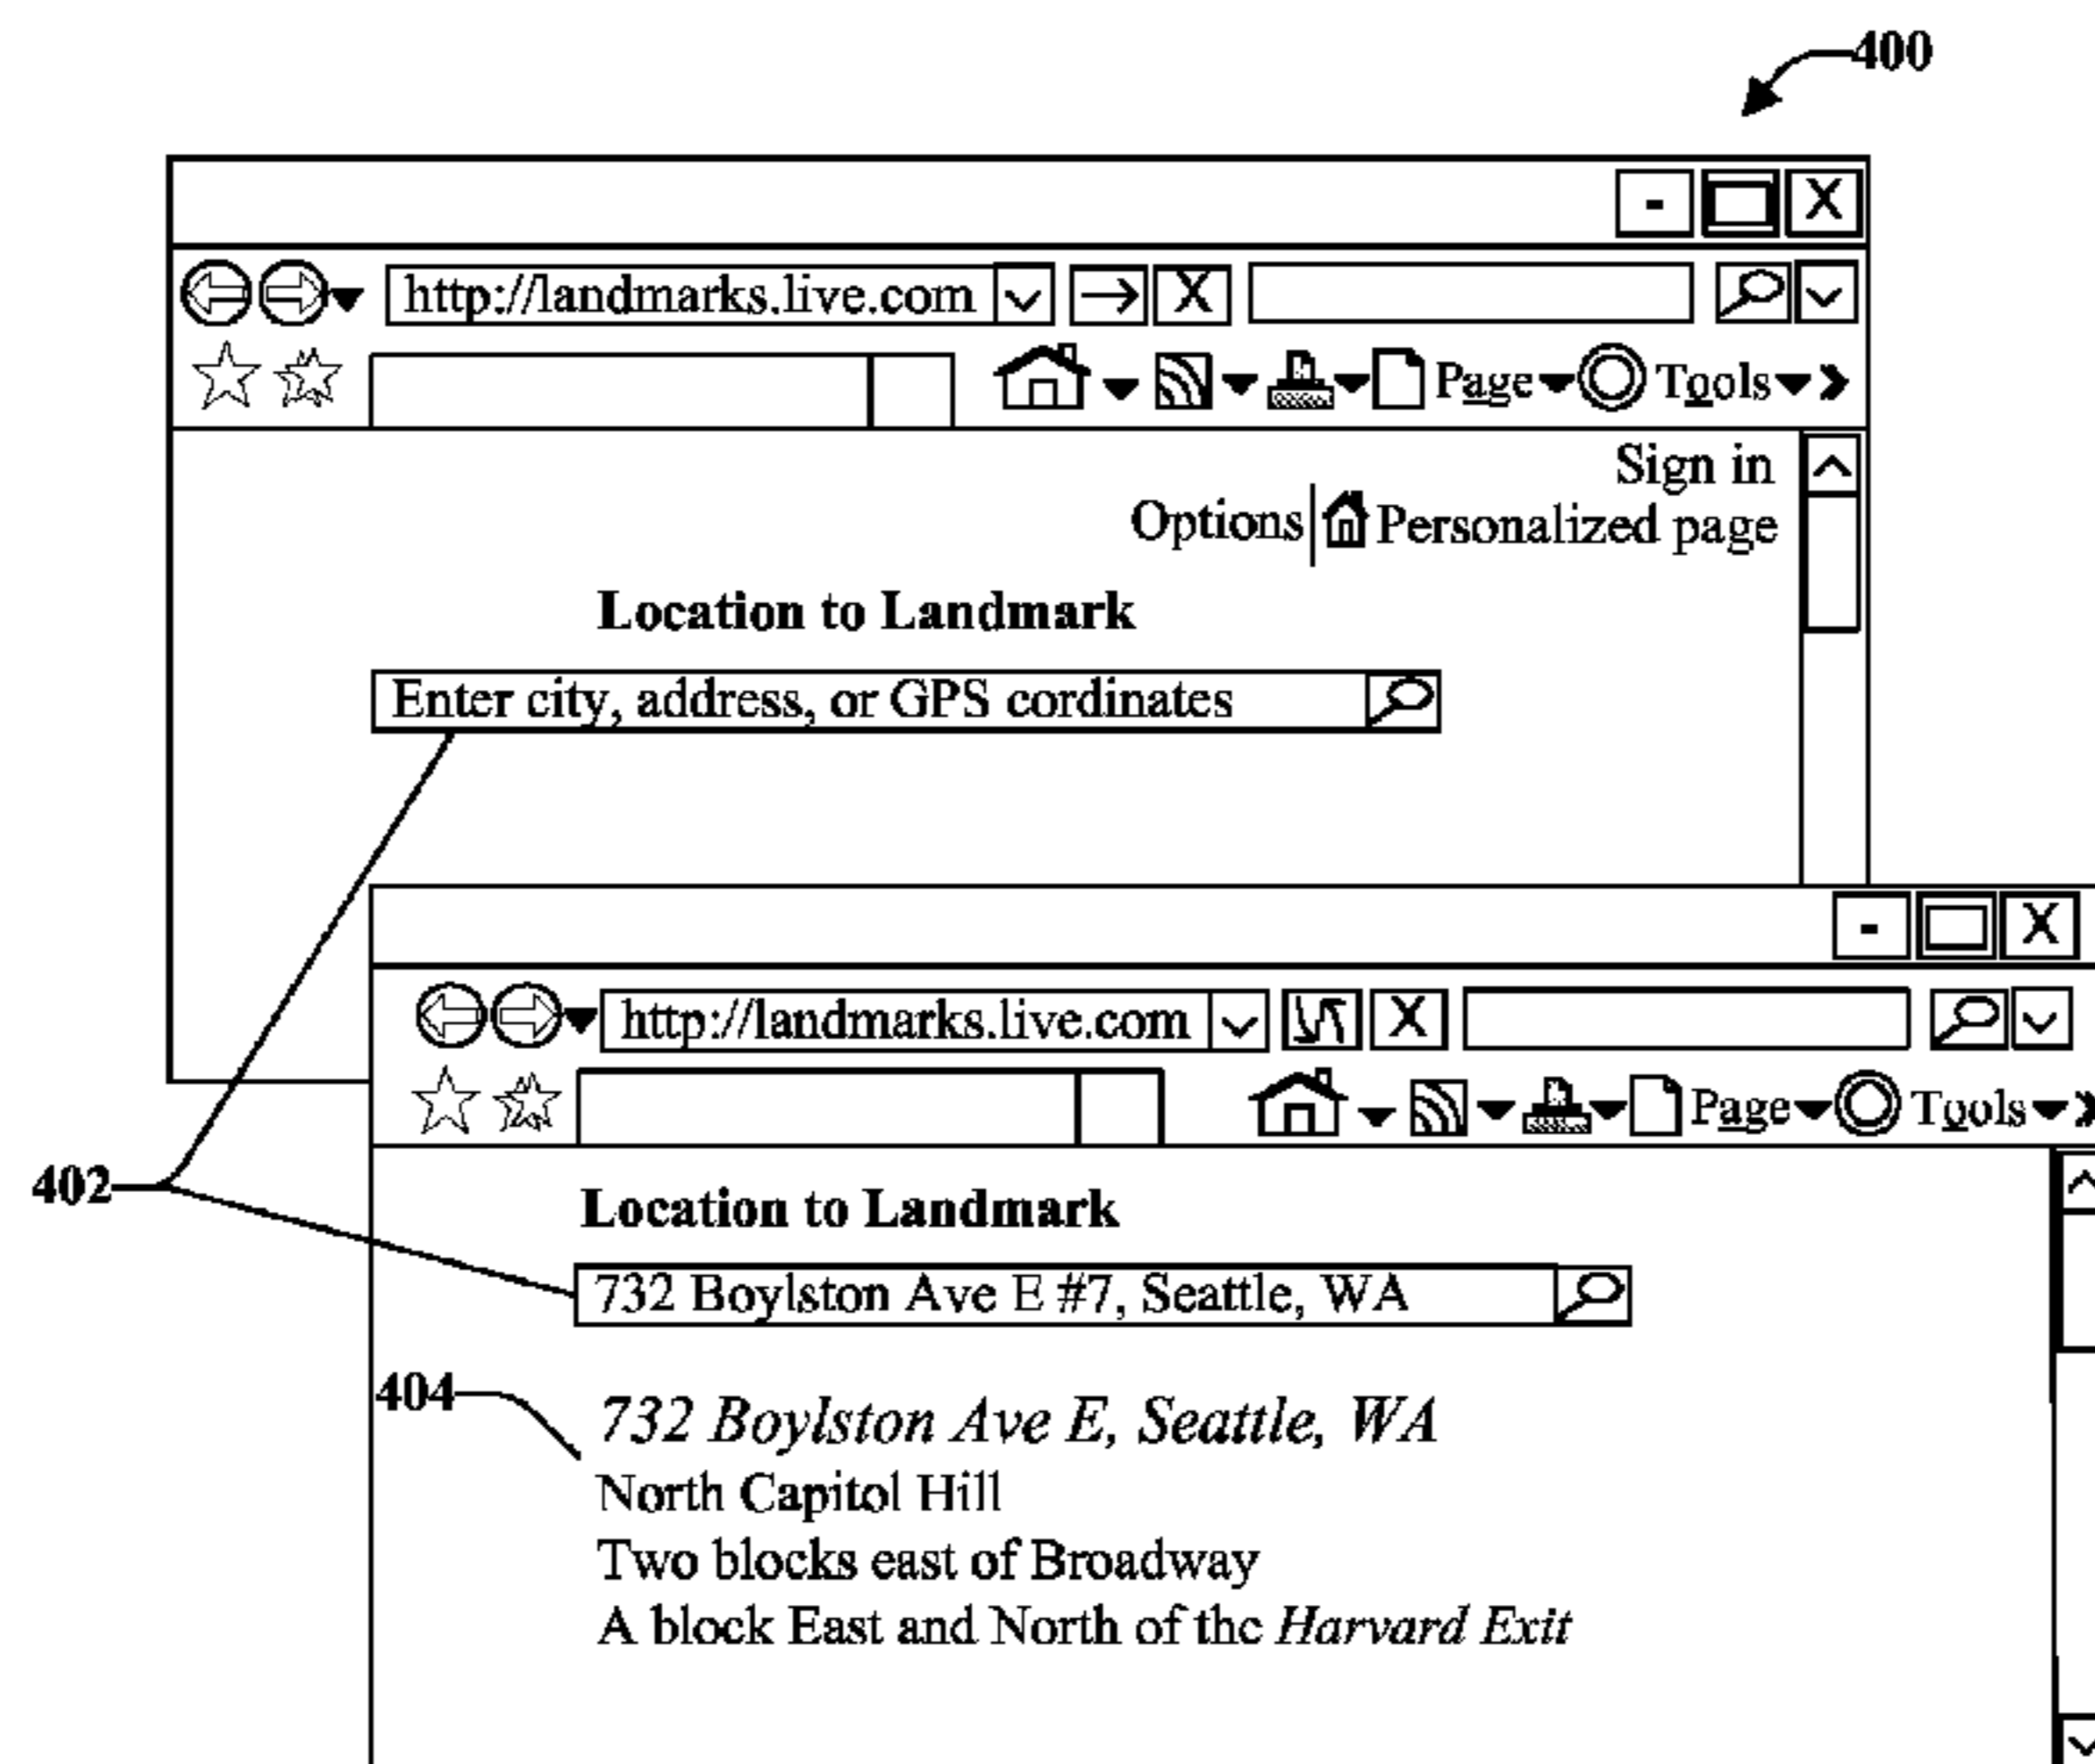 400
- X
http://landmarks.live.com X
Page Tools
Sign in
Options Personalized page
Location to Landmark
Enter city, address, or GPS cordinates
- X
http://landmarks.live.com X
Page Tools
402
Location to Landmark
732 Boylston Ave E #7, Seattle, WA
404
732 Boylston Ave E, Seattle, WA
North Capitol Hill
Two blocks east of Broadway
A block East and North of the Harvard Exit